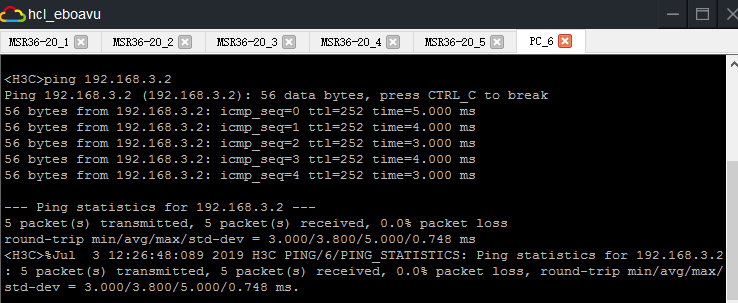 hcl_eboavu
MSR36-20_1 MSR36-20_2 MSR36-20_3 MSR36-20_4 MSR36-20_5 PC_6
<H3C>ping 192.168.3.2
Ping 192.168.3.2 (192.168.3.2): 56 data bytes, press CTRL_C to break
56 bytes from 192.168.3.2: icmp_seq=0 ttl=252 time=5.000 ms
56 bytes from 192.168.3.2: icmp_seq=1 ttl=252 time=4.000 ms
56 bytes from 192.168.3.2: icmp_seq=2 ttl=252 time=3.000 ms
56 bytes from 192.168.3.2: icmp_seq=3 ttl=252 time=4.000 ms
56 bytes from 192.168.3.2: icmp_seq=4 ttl=252 time=3.000 ms
--- Ping statistics for 192.168.3.2 ---
5 packet(s) transmitted, 5 packet(s) received, 0.0% packet loss
round-trip min/avg/max/std-dev = 3.000/3.800/5.000/0.748 ms
<H3C>%Jul  3 12:26:48:089 2019 H3C PING/6/PING_STATISTICS: Ping statistics for 192.168.3.2
: 5 packet(s) transmitted, 5 packet(s) received, 0.0% packet loss, round-trip min/avg/max/
std-dev = 3.000/3.800/5.000/0.748 ms.